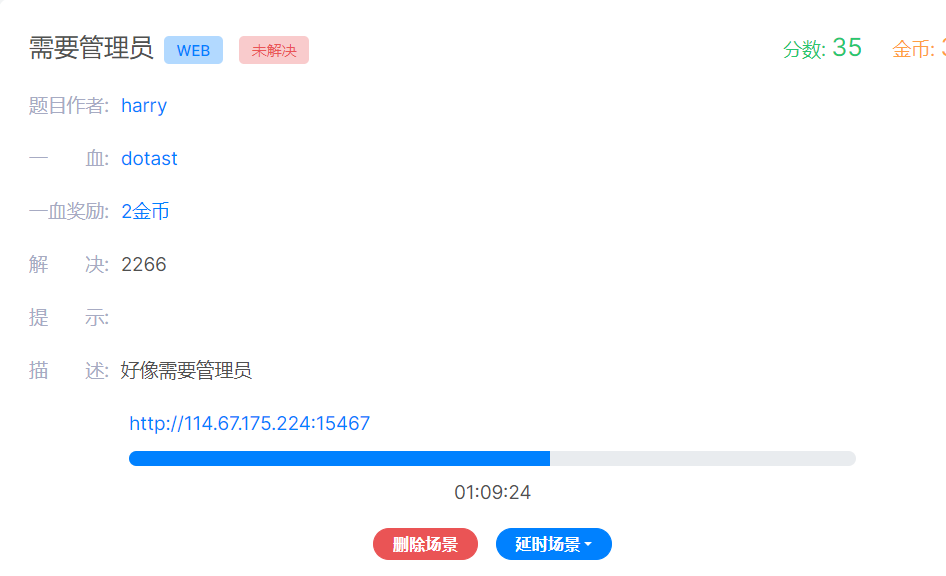 需要管理员 WEB 未解决 分数: 35 金币:
题目作者: harry
一 血: dotast
一血奖励: 2金币
解 决: 2266
提 示:
描 述: 好像需要管理员
http://114.67.175.224:15467
01:09:24
删除场景 延时场景